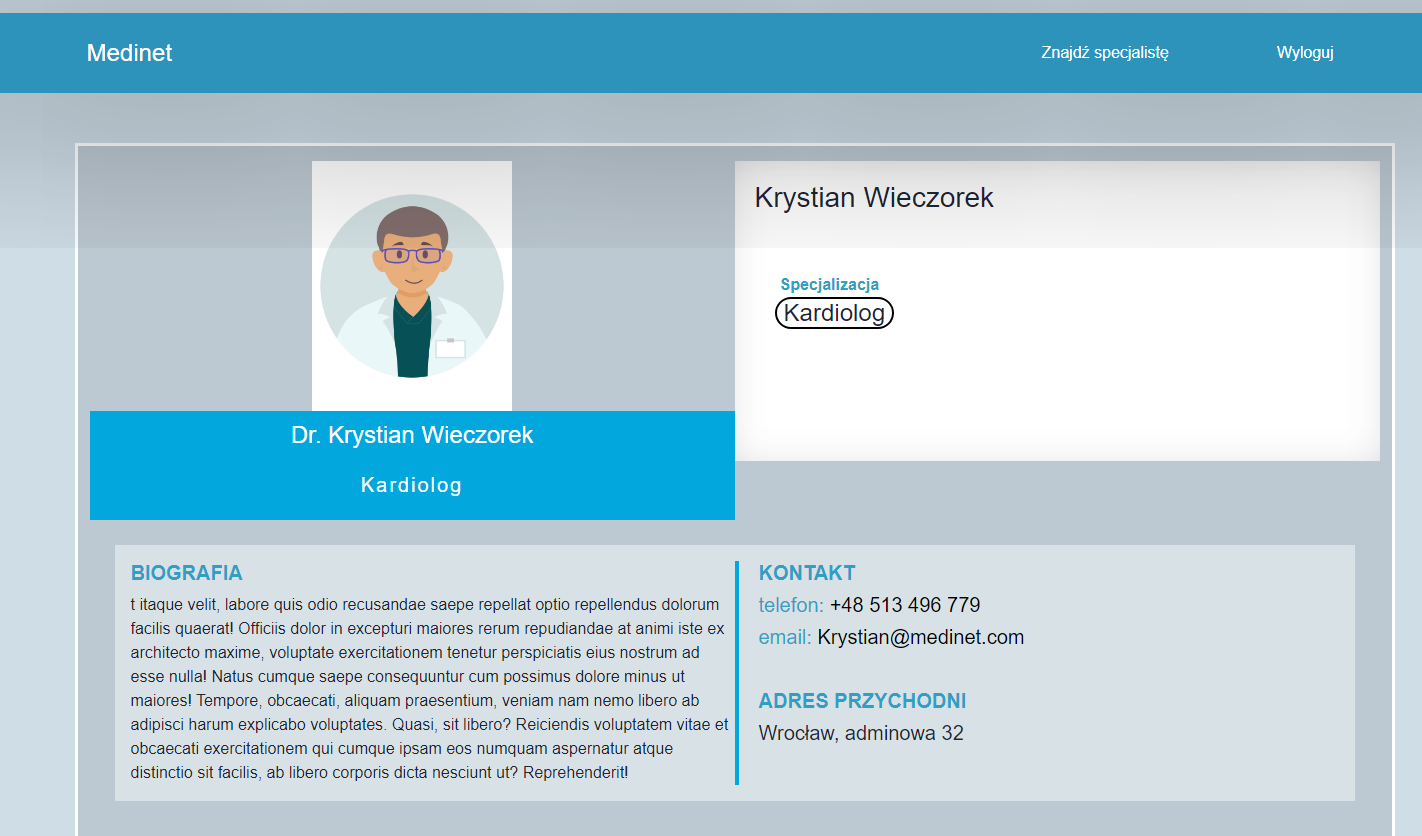 Medinet
Znajdź specjalistę
Wyloguj
Krystian Wieczorek
Specjalizacja
Kardiolog
Dr. Krystian Wieczorek
Kardiolog
BIOGRAFIA
t itaque velit, labore quis odio recusandae saepe repellat optio repellendus dolorum
facilis quaerat! Officiis dolor in excepturi maiores rerum repudiandae at animi iste ex
architecto maxime, voluptate exercitationem tenetur perspiciatis eius nostrum ad
esse nulla! Natus cumque saepe consequuntur cum possimus dolore minus ut
maiores! Tempore, obcaecati, aliquam praesentium, veniam nam nemo libero ab
adipisci harum explicabo voluptates. Quasi, sit libero? Reiciendis voluptatem vitae et
obcaecati exercitationem qui cumque ipsam eos numquam aspernatur atque
distinctio sit facilis, ab libero corporis dicta nesciunt ut? Reprehenderit!
KONTAKT
telefon: +48 513 496 779
email: Krystian@medinet.com
ADRES PRZYCHODNI
Wrocław, adminowa 32